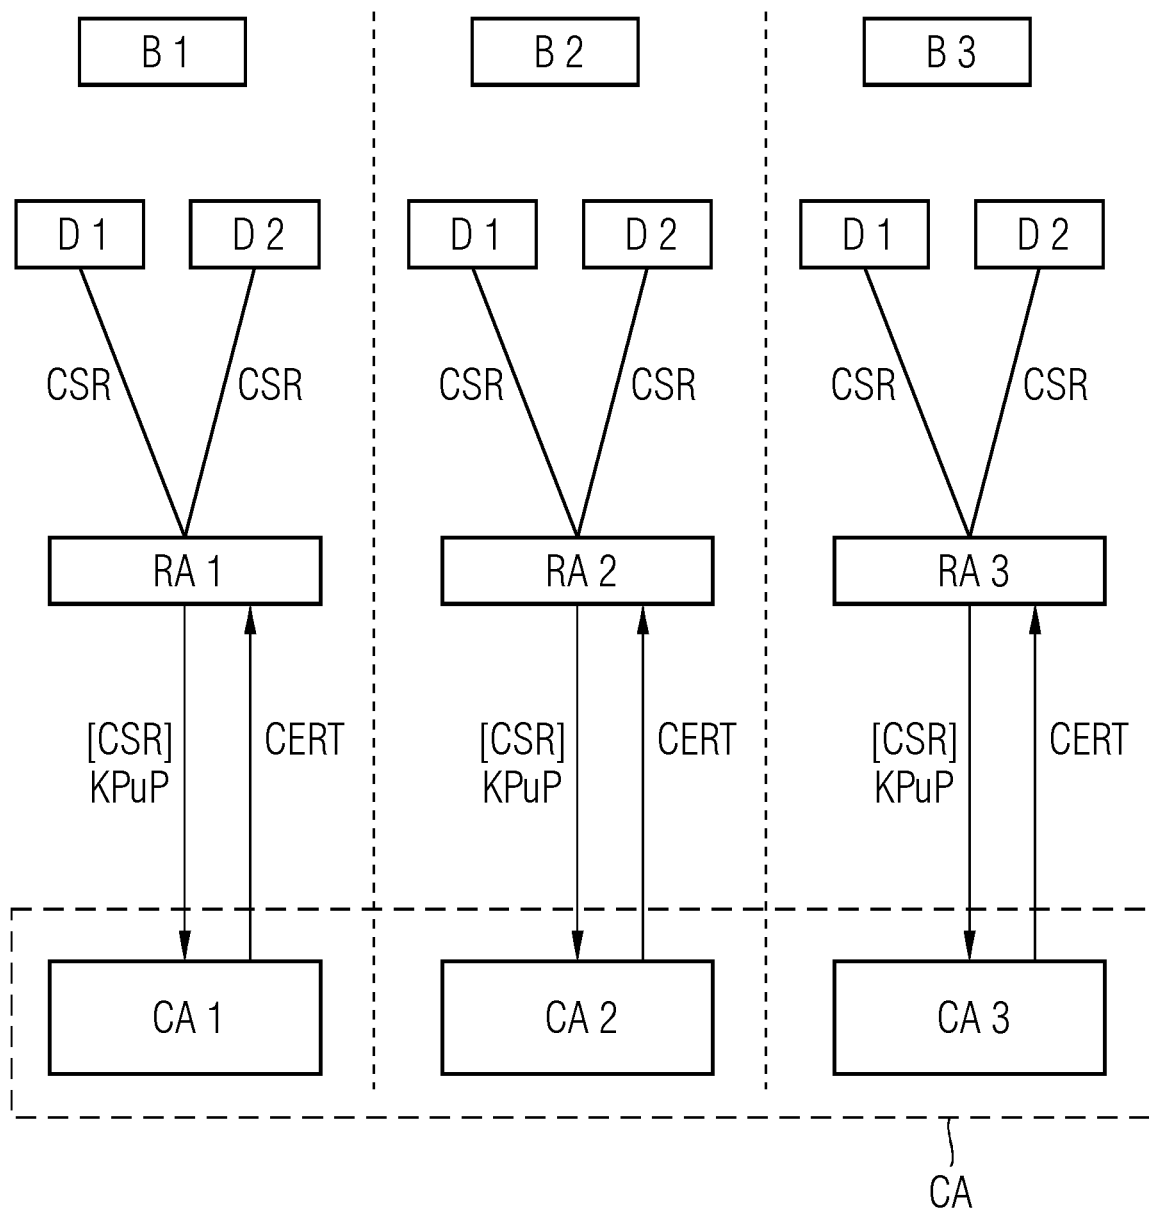 B 1
B 2
B 3
D 1
D 2
D 1
D 2
D 1
D 2
CSR
CSR
CSR
CSR
CSR
CSR
RA 1
RA 2
RA 3
[CSR]
KPuP
CERT
[CSR]
KPuP
CERT
[CSR]
KPuP
CERT
CA 1
CA 2
CA 3
CA